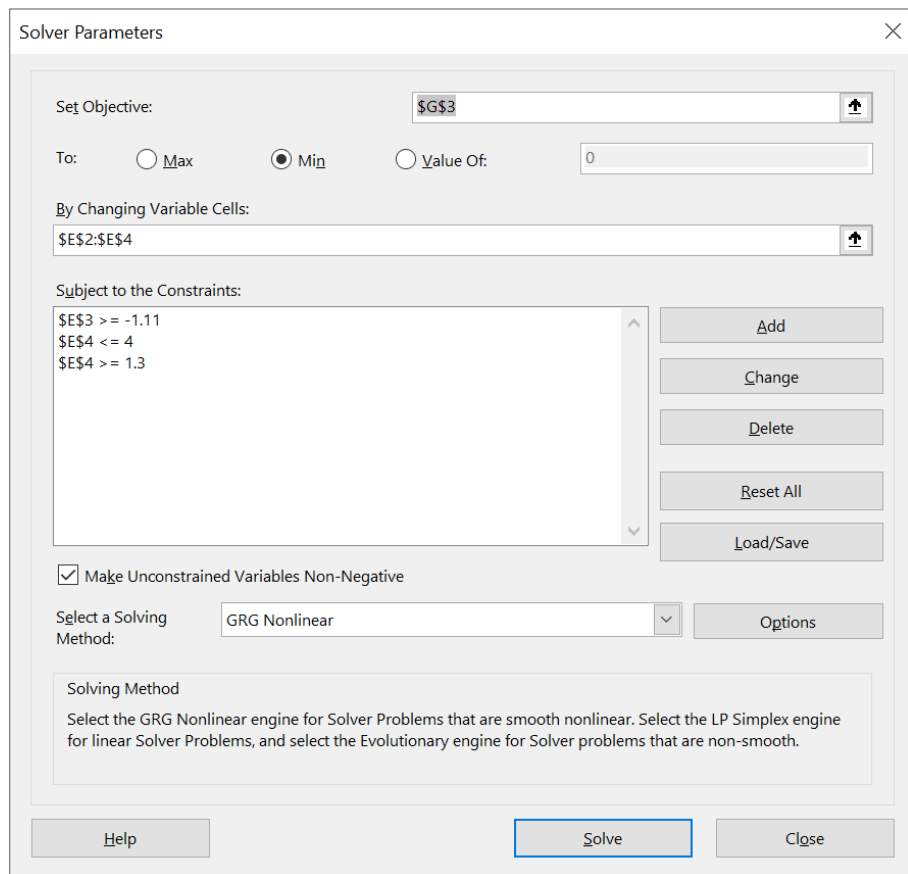 Solver Parameters
Set Objective:
$G$3
To:
Max
Min
Value Of:
0
By Changing Variable Cells:
$E$2:$E$4
Subject to the Constraints:
$E$3 >= -1.11
$E$4 <= 4
$E$4 >= 1.3
Add
Change
Delete
Reset All
Load/Save
Make Unconstrained Variables Non-Negative
Select a Solving
Method:
GRG Nonlinear
Options
Solving Method
Select the GRG Nonlinear engine for Solver Problems that are smooth nonlinear. Select the LP Simplex engine
for linear Solver Problems, and select the Evolutionary engine for Solver problems that are non-smooth.
Help
Solve
Close